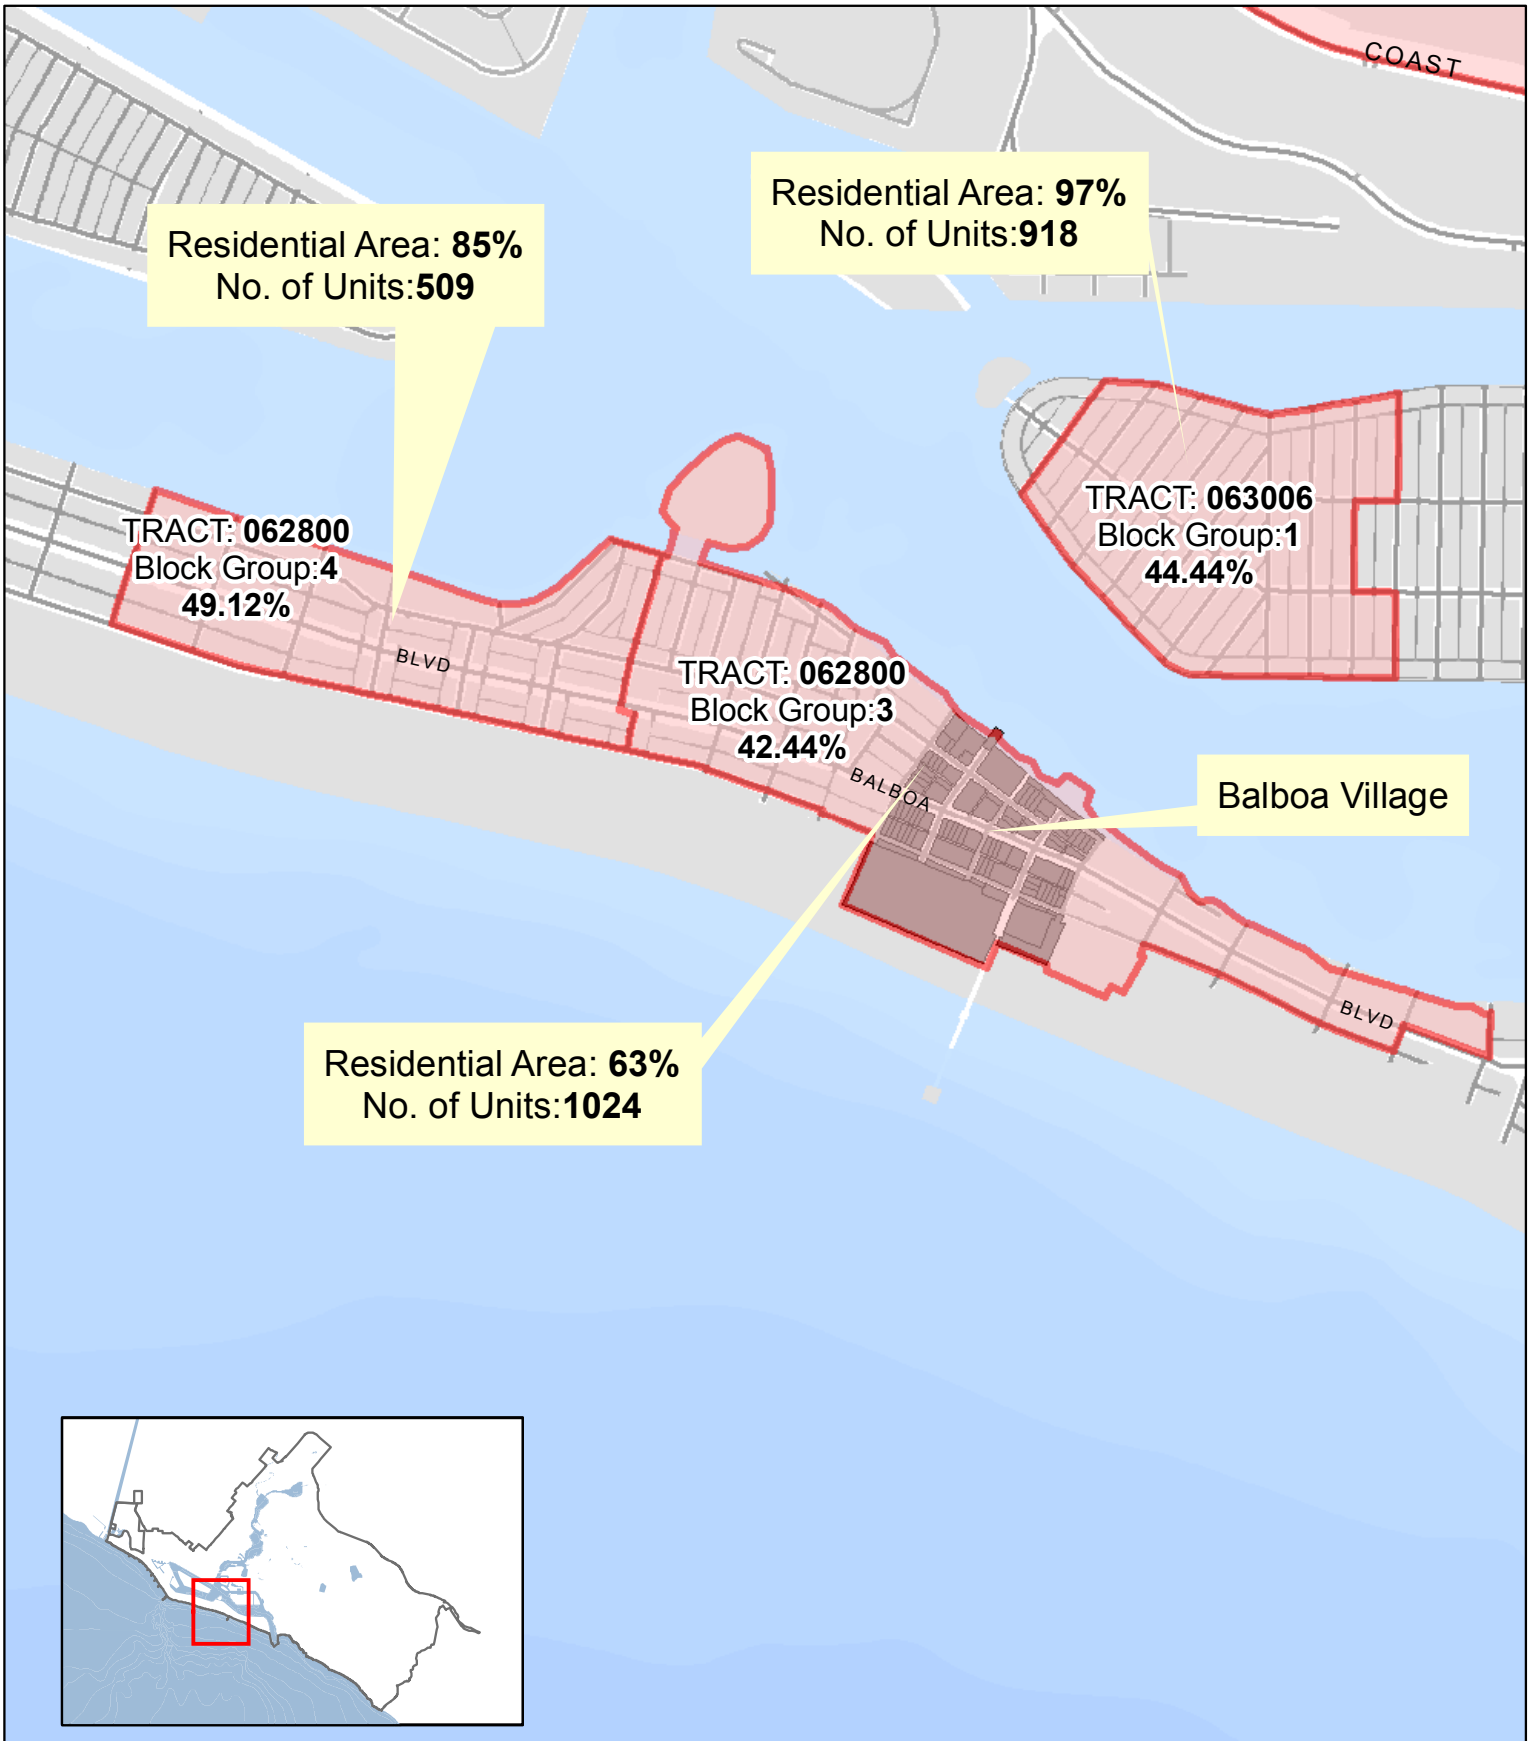 COAST
Residential Area: 97%
No. of Units:918
Residential Area: 85%
No. of Units:509
TRACT: 063006
Block Group:1
44.44%
TRACT: 062800
Block Group:4
49.12%
BLVD
TRACT: 062800
Block Group:3
42.44%
BALBOA
Balboa Village
BLVD
Residential Area: 63%
No. of Units:1024